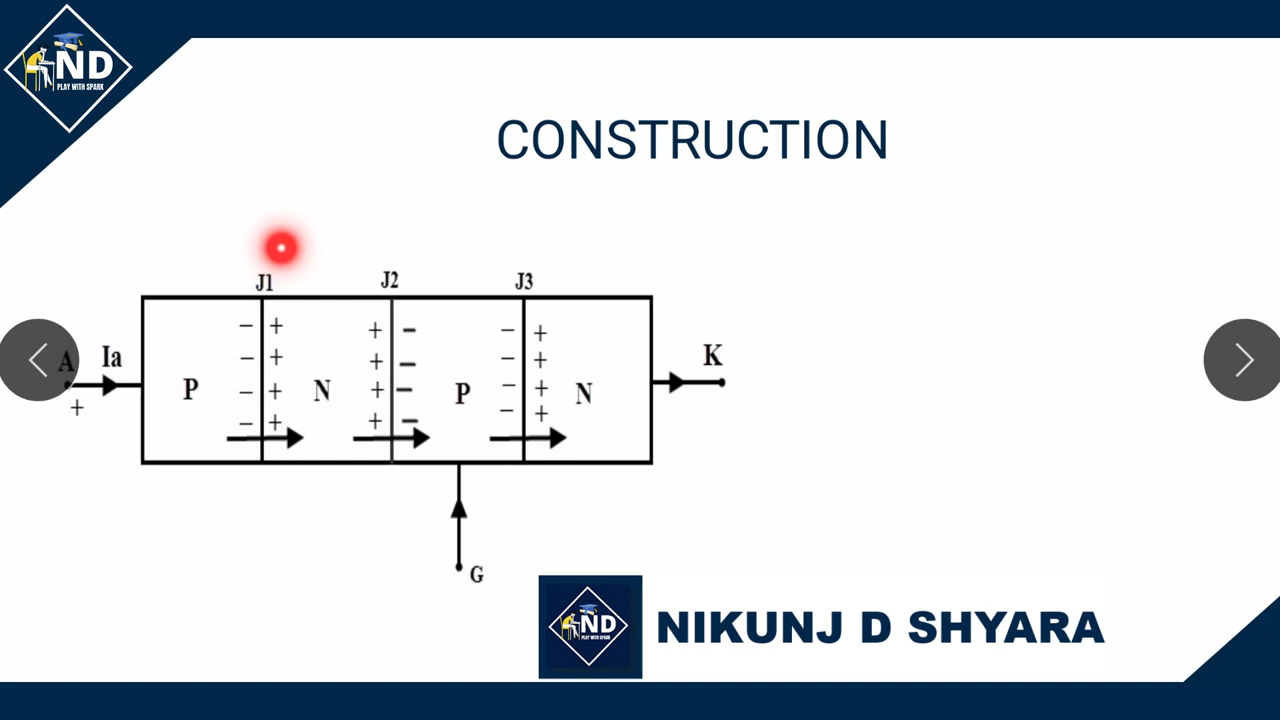 ND
PLAY WITH SPARK
CONSTRUCTION
J1 J2 J3
A Ia K
− + + − − +
− + + − − +
P N P N
− + + − − +
− + + − − +
+
G
ND
PLAY WITH SPARK
NIKUNJ D SHYARA